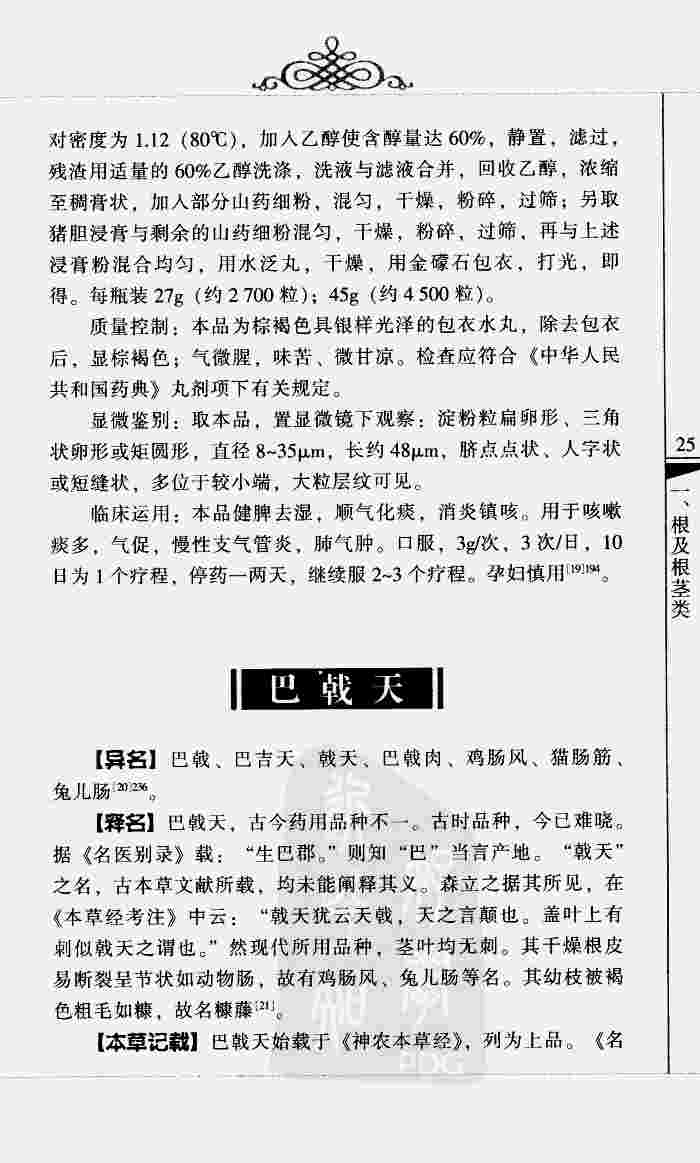 对密度为 1.12（80℃），加入乙醇使含醇量达 60%，静置，滤过，
残渣用适量的 60%乙醇洗涤，洗液与滤液合并，回收乙醇，浓缩
至稠膏状，加入部分山药细粉，混匀，干燥，粉碎，过筛；另取
猪胆浸膏与剩余的山药细粉混匀，干燥，粉碎，过筛，再与上述
浸膏粉混合均匀，用水泛丸，干燥，用金礞石包衣，打光，即
得。每瓶装 27g（约 2 700 粒）；45g（约 4 500 粒）。
质量控制：本品为棕褐色具银样光泽的包衣水丸，除去包衣
后，显棕褐色；气微腥，味苦、微甘凉。检查应符合《中华人民
共和国药典》丸剂项下有关规定。
显微鉴别：取本品，置显微镜下观察：淀粉粒扁卵形、三角
状卵形或矩圆形，直径 8~35μm，长约 48μm，脐点点状、人字状
或短缝状，多位于较小端，大粒层纹可见。
临床运用：本品健脾去湿，顺气化痰，消炎镇咳。用于咳嗽
痰多，气促，慢性支气管炎，肺气肿。口服，3g/次，3 次/日，10
日为 1 个疗程，停药一两天，继续服 2~3 个疗程。孕妇慎用[19]194。
25
一、根及根茎类
巴戟天
【异名】巴戟、巴吉天、戟天、巴戟肉、鸡肠风、猫肠筋、
兔儿肠[20]236。
【释名】巴戟天，古今药用品种不一。古时品种，今已难晓。
据《名医别录》载：“生巴郡。”则知“巴”当言产地。“戟天”
之名，古本草文献所载，均未能阐释其义。森立之据其所见，在
《本草经考注》中云：“戟天犹云天戟，天之言颠也。盖叶上有
刺似戟天之谓也。”然现代所用品种，茎叶均无刺。其干燥根皮
易断裂呈节状如动物肠，故有鸡肠风、兔儿肠等名。其幼枝被褐
色粗毛如糠，故名糠藤[21]。
【本草记载】巴戟天始载于《神农本草经》，列为上品。《名
PDG